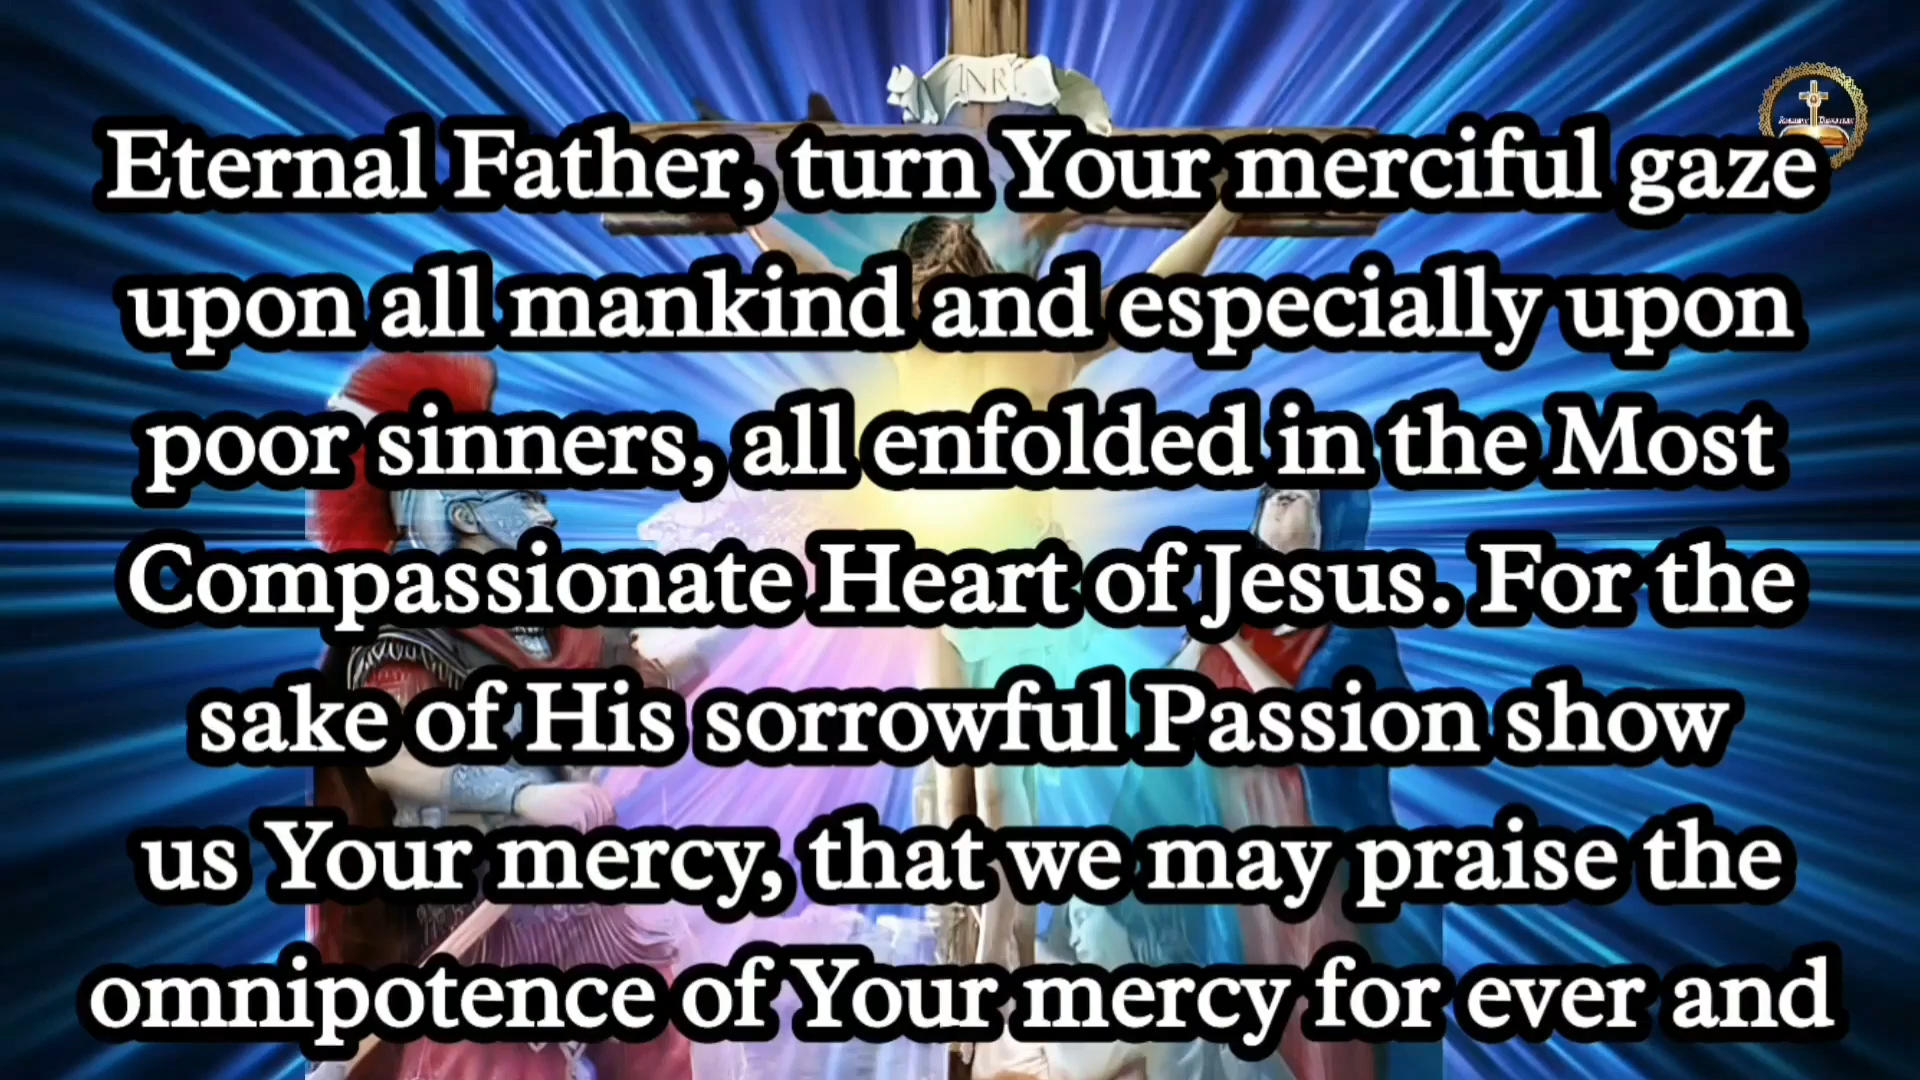 INRI
Eternal Father, turn Your merciful gaze
upon all mankind and especially upon
poor sinners, all enfolded in the Most
Compassionate Heart of Jesus. For the
sake of His sorrowful Passion show
us Your mercy, that we may praise the
omnipotence of Your mercy for ever and